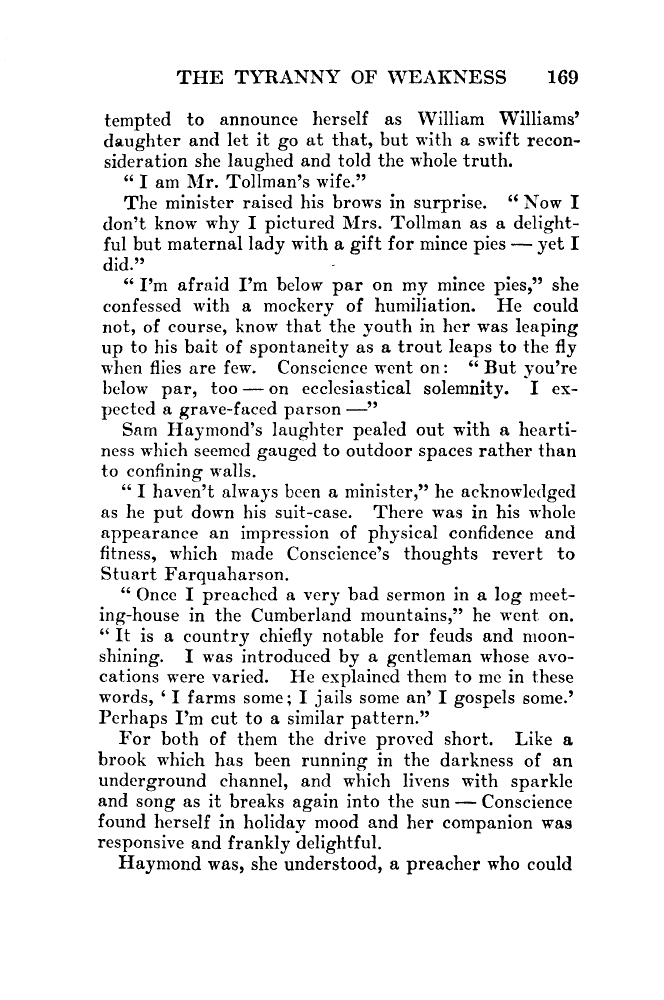 THE TYRANNY OF WEAKNESS 169
tempted to announce herself as William Williams'
daughter and let it go at that, but with a swift recon-
sideration she laughed and told the whole truth.
“ I am Mr. Tollman's wife.”
The minister raised his brows in surprise. “ Now I
don't know why I pictured Mrs. Tollman as a delight-
ful but maternal lady with a gift for mince pies — yet I
did.”
“ I'm afraid I'm below par on my mince pies,” she
confessed with a mockery of humiliation. He could
not, of course, know that the youth in her was leaping
up to his bait of spontaneity as a trout leaps to the fly
when flies are few. Conscience went on: “ But you're
below par, too — on ecclesiastical solemnity. I ex-
pected a grave-faced parson —”
Sam Haymond's laughter pealed out with a hearti-
ness which seemed gauged to outdoor spaces rather than
to confining walls.
“ I haven't always been a minister,” he acknowledged
as he put down his suit-case. There was in his whole
appearance an impression of physical confidence and
fitness, which made Conscience's thoughts revert to
Stuart Farquaharson.
“ Once I preached a very bad sermon in a log meet-
ing-house in the Cumberland mountains,” he went on.
“ It is a country chiefly notable for feuds and moon-
shining. I was introduced by a gentleman whose avo-
cations were varied. He explained them to me in these
words, ‘ I farms some; I jails some an' I gospels some.’
Perhaps I'm cut to a similar pattern.”
For both of them the drive proved short. Like a
brook which has been running in the darkness of an
underground channel, and which livens with sparkle
and song as it breaks again into the sun — Conscience
found herself in holiday mood and her companion was
responsive and frankly delightful.
Haymond was, she understood, a preacher who could